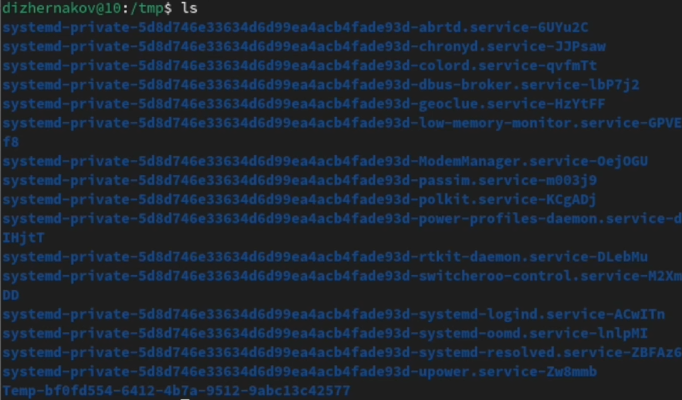 dizhernakov@10:/tmp$ ls
systemd-private-5d8d746e33634d6d99ea4acb4fade93d-abrtd.service-6UYu2C
systemd-private-5d8d746e33634d6d99ea4acb4fade93d-chronyd.service-JJPsaw
systemd-private-5d8d746e33634d6d99ea4acb4fade93d-colord.service-qvfmTt
systemd-private-5d8d746e33634d6d99ea4acb4fade93d-dbus-broker.service-lbP7j2
systemd-private-5d8d746e33634d6d99ea4acb4fade93d-geoclue.service-HzYtFF
systemd-private-5d8d746e33634d6d99ea4acb4fade93d-low-memory-monitor.service-GPVE
f8
systemd-private-5d8d746e33634d6d99ea4acb4fade93d-ModemManager.service-OejOGU
systemd-private-5d8d746e33634d6d99ea4acb4fade93d-passim.service-m003j9
systemd-private-5d8d746e33634d6d99ea4acb4fade93d-polkit.service-KCgADj
systemd-private-5d8d746e33634d6d99ea4acb4fade93d-power-profiles-daemon.service-d
IHjtT
systemd-private-5d8d746e33634d6d99ea4acb4fade93d-rtkit-daemon.service-DLebMu
systemd-private-5d8d746e33634d6d99ea4acb4fade93d-switcheroo-control.service-M2Xm
DD
systemd-private-5d8d746e33634d6d99ea4acb4fade93d-systemd-logind.service-ACwITn
systemd-private-5d8d746e33634d6d99ea4acb4fade93d-systemd-oomd.service-lnlpMI
systemd-private-5d8d746e33634d6d99ea4acb4fade93d-systemd-resolved.service-ZBFAz6
systemd-private-5d8d746e33634d6d99ea4acb4fade93d-upower.service-Zw8mmb
Temp-bf0fd554-6412-4b7a-9512-9abc13c42577